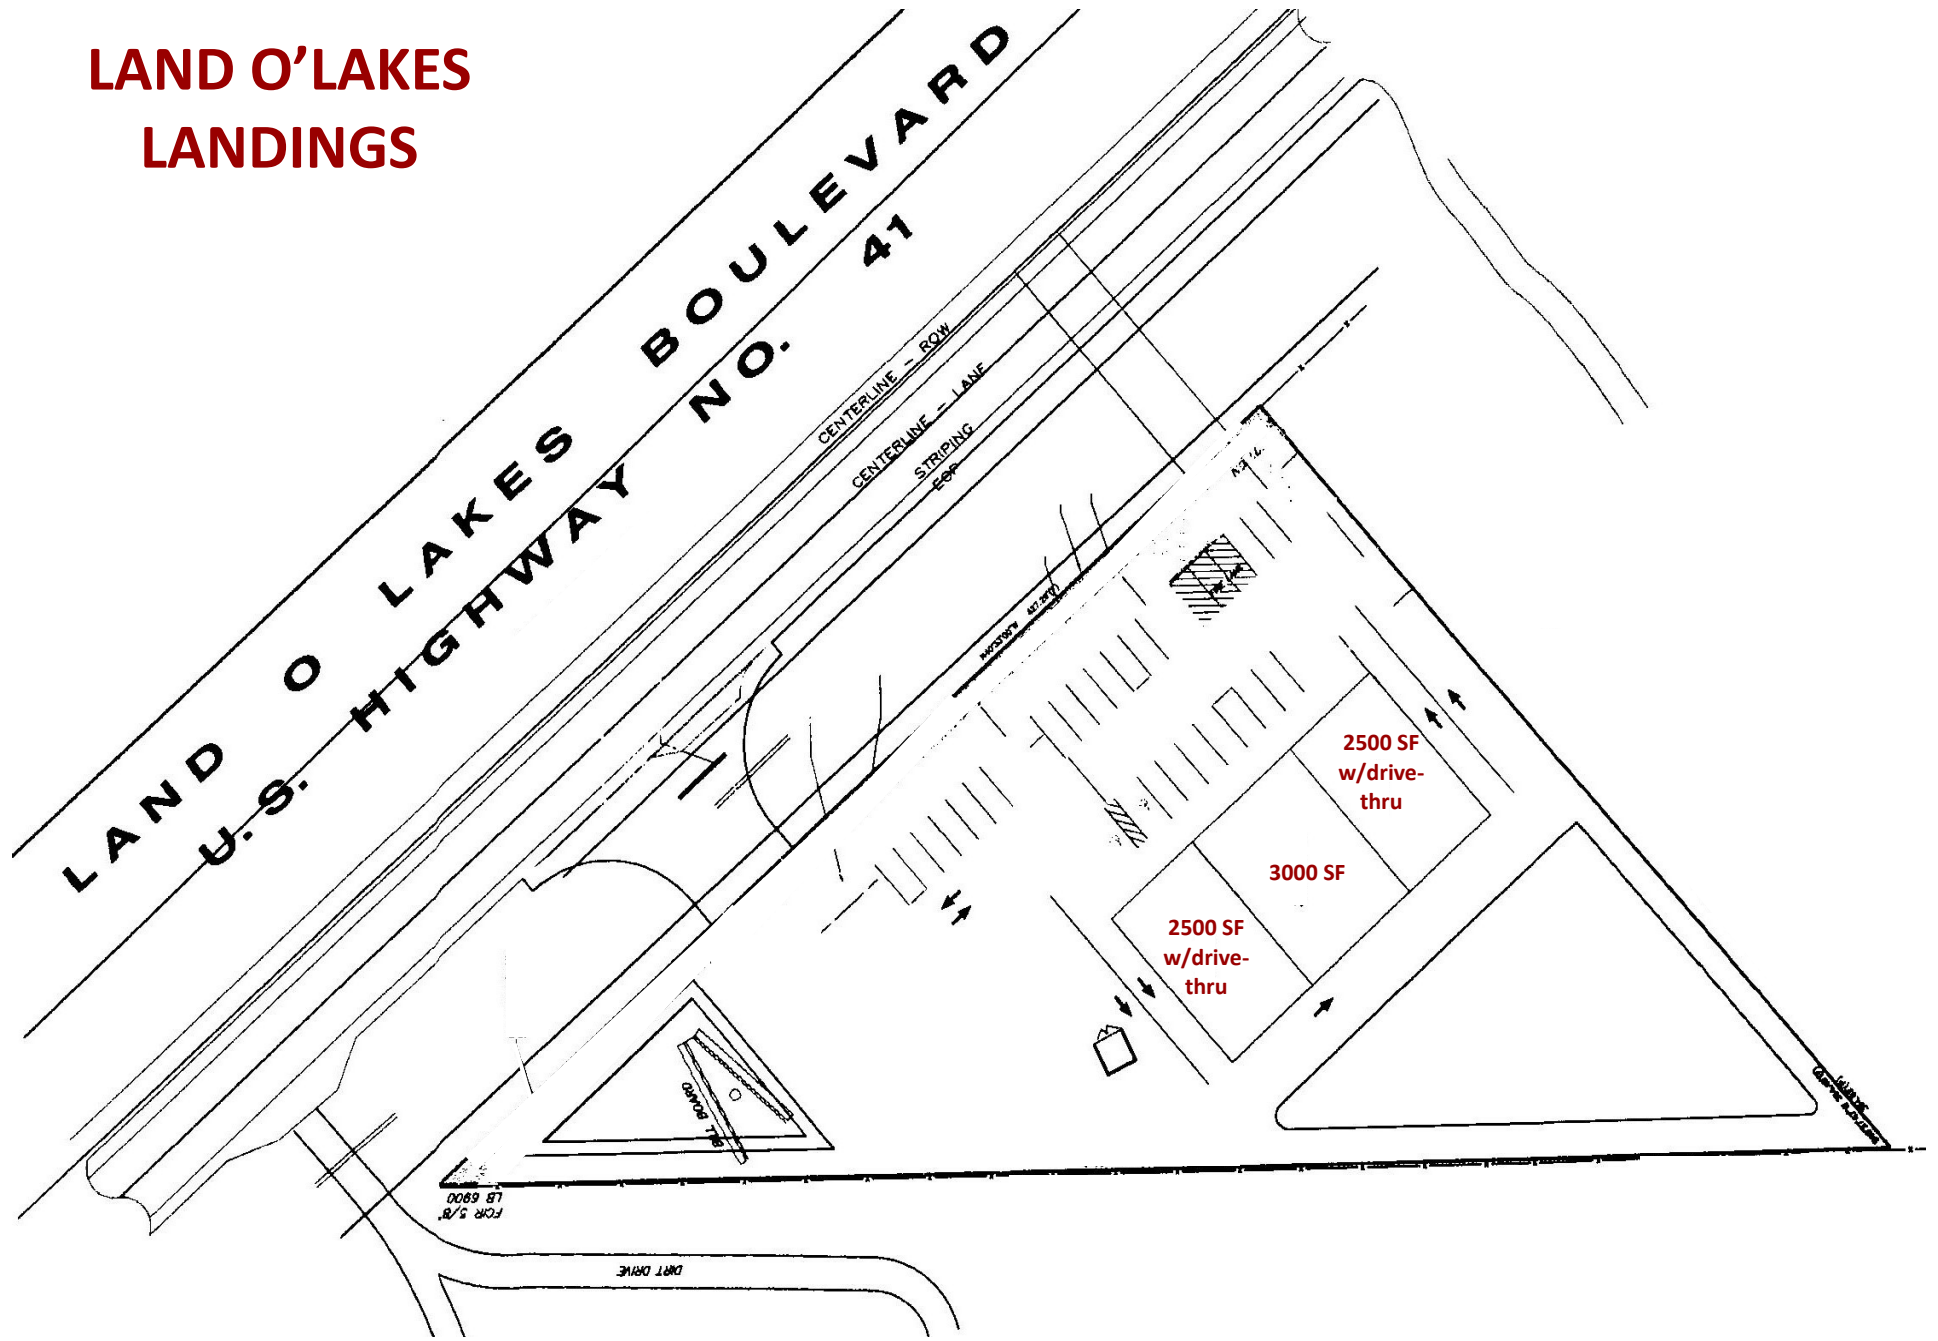 LAND O’LAKES
LANDINGS
LAND O LAKES BOULEVARD
U.S. HIGHWAY NO. 41
CENTERLINE - ROW
CENTERLINE - LANE
STRIPING
EOP
2500 SF
w/drive-
thru
3000 SF
2500 SF
w/drive-
thru
BILL BOARD
FCIR 5/8"
LB 6900
DIRT DRIVE